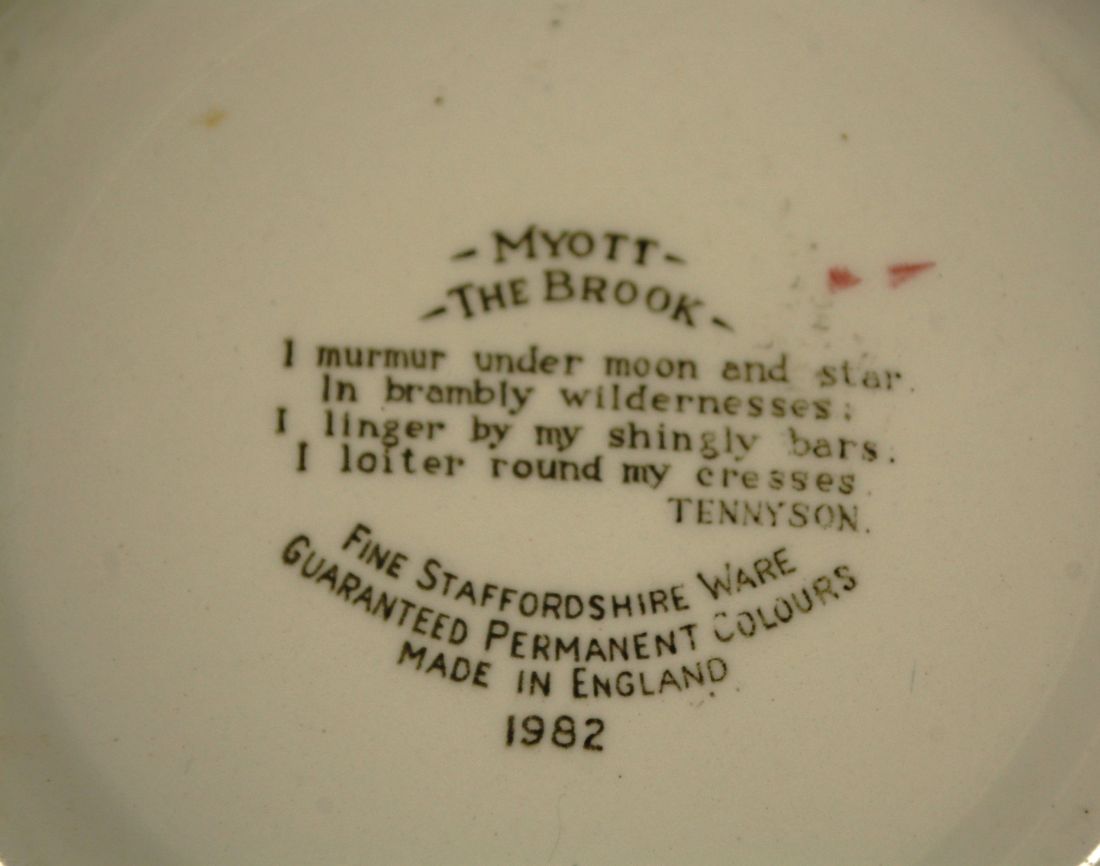 - MYOTT -
- THE BROOK -
I murmur under moon and star.
In brambly wildernesses;
I linger by my shingly bars.
I loiter round my cresses.
TENNYSON.
FINE STAFFORDSHIRE WARE
GUARANTEED PERMANENT COLOURS
MADE IN ENGLAND
1982